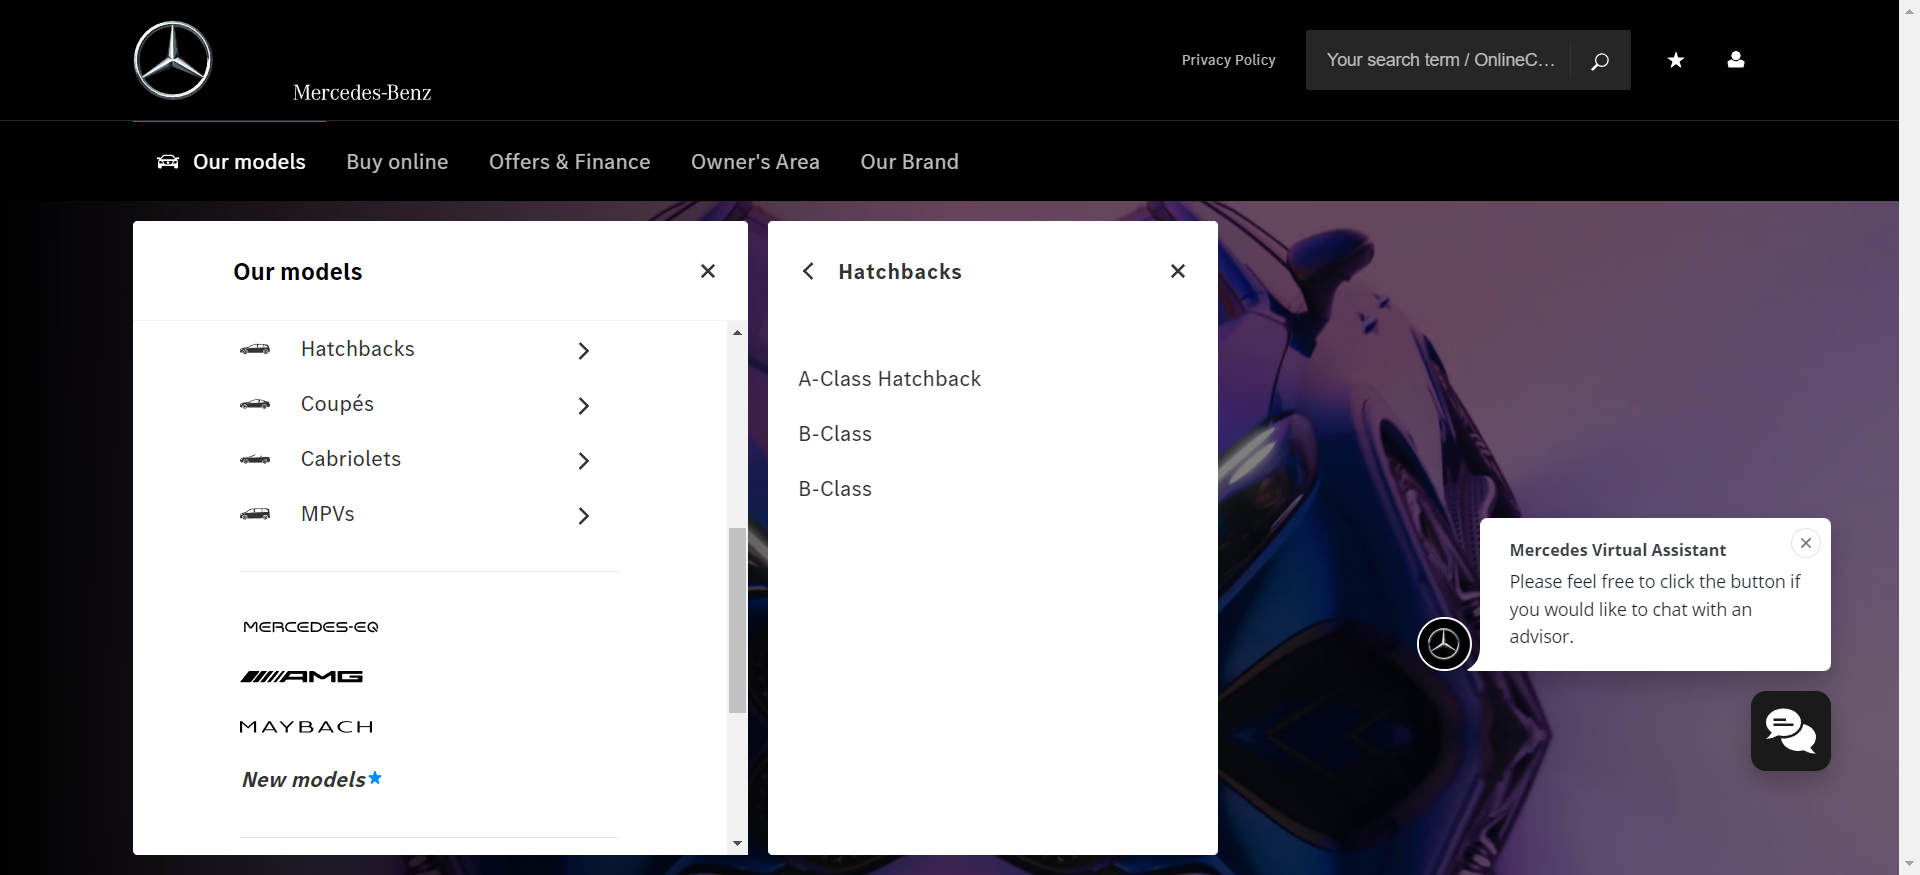 Mercedes-Benz
Privacy Policy
Your search term / OnlineC...
Our models
Buy online
Offers & Finance
Owner's Area
Our Brand
Our models
Hatchbacks
Coupés
Cabriolets
MPVs
MERCEDES-EQ
AMG
MAYBACH
New models
Hatchbacks
A-Class Hatchback
B-Class
B-Class
Mercedes Virtual Assistant
Please feel free to click the button if
you would like to chat with an
advisor.